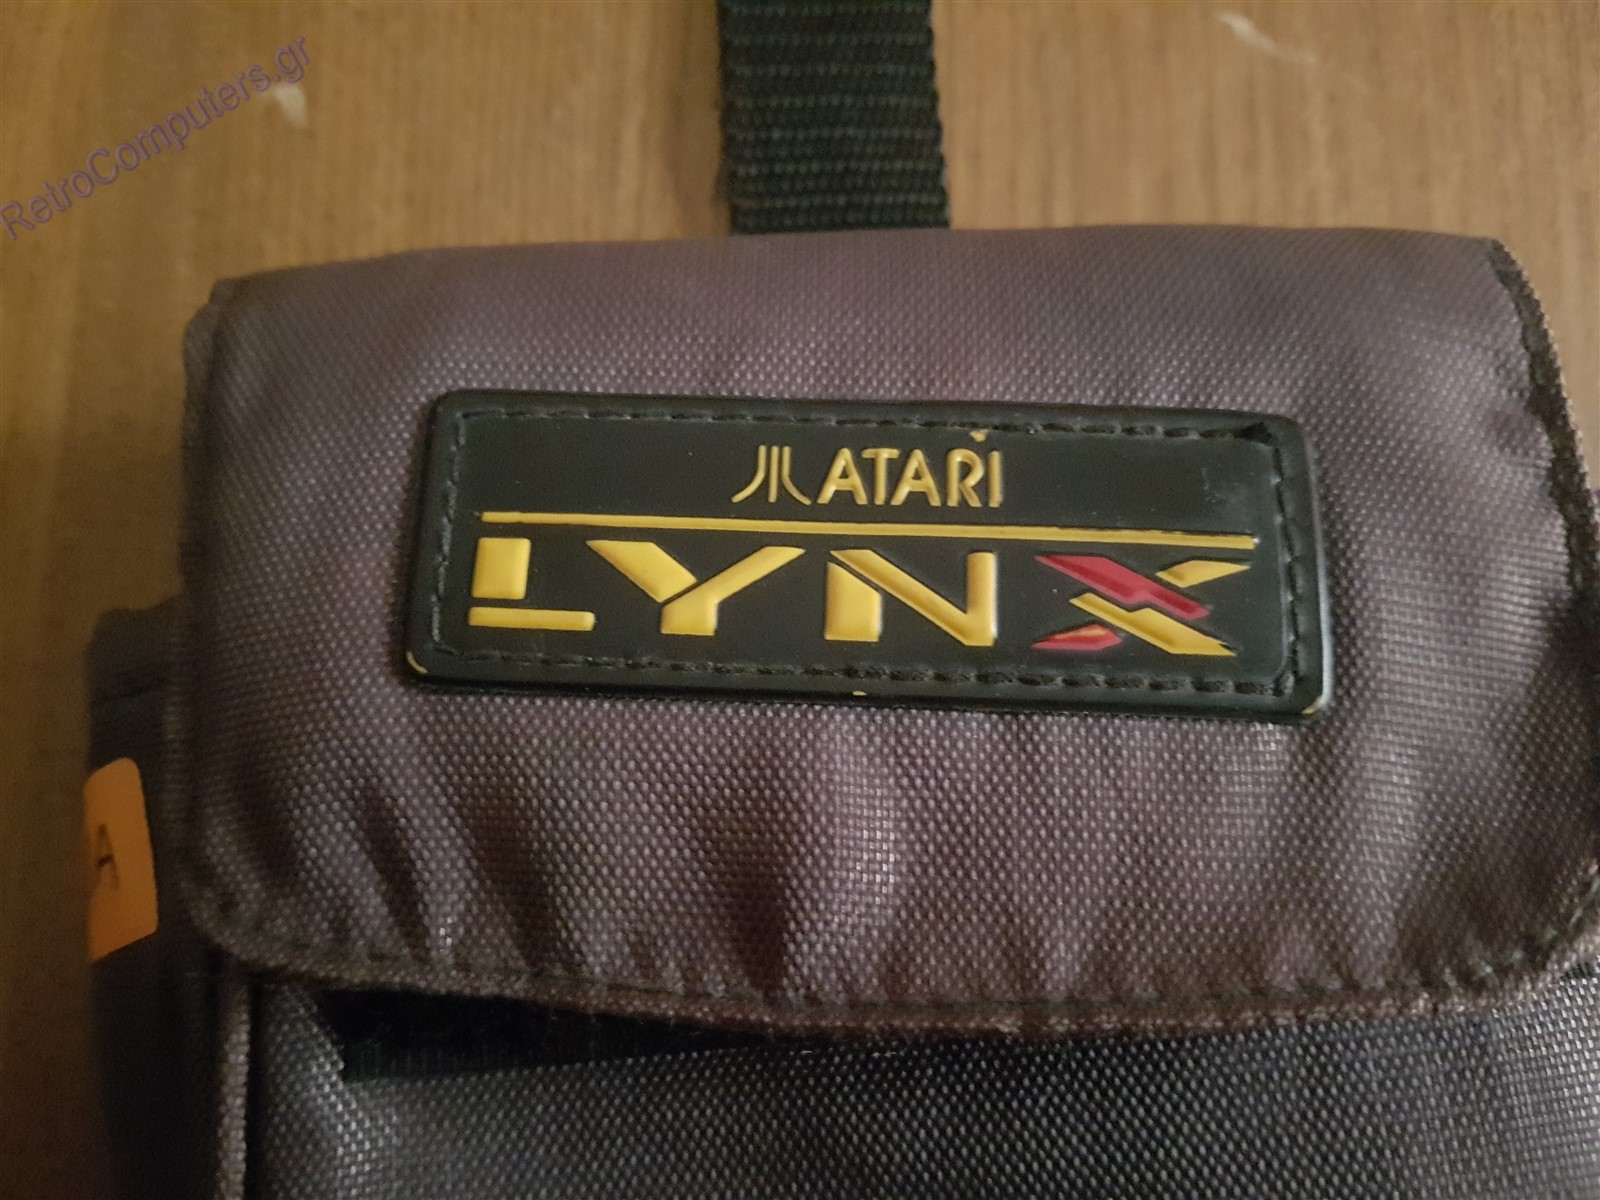 RetroComputers.gr
ATARI
LYNX
A